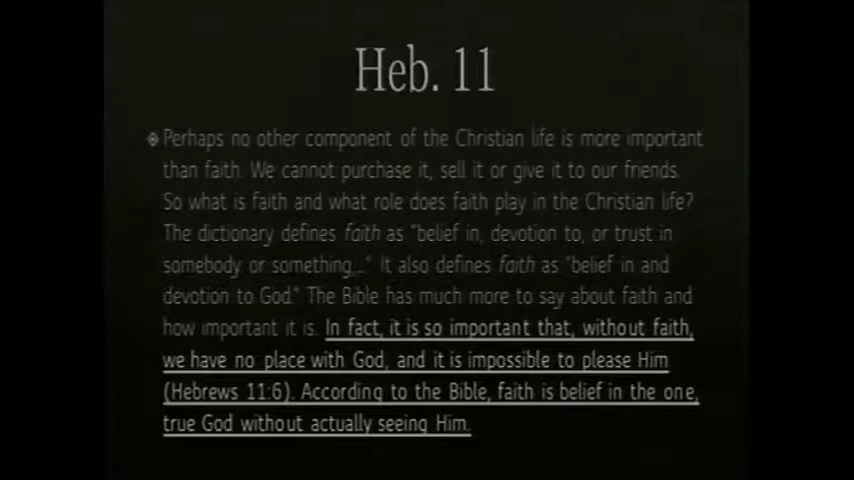 Heb. 11
Perhaps no other component of the Christian life is more important
than faith. We cannot purchase it, sell it or give it to our friends.
So what is faith and what role does faith play in the Christian life?
The dictionary defines faith as "belief in, devotion to, or trust in
somebody or something,..." It also defines faith as "belief in and
devotion to God." The Bible has much more to say about faith and
how important it is. In fact, it is so important that, without faith,
we have no place with God, and it is impossible to please Him
(Hebrews 11:6). According to the Bible, faith is belief in the one,
true God without actually seeing Him.